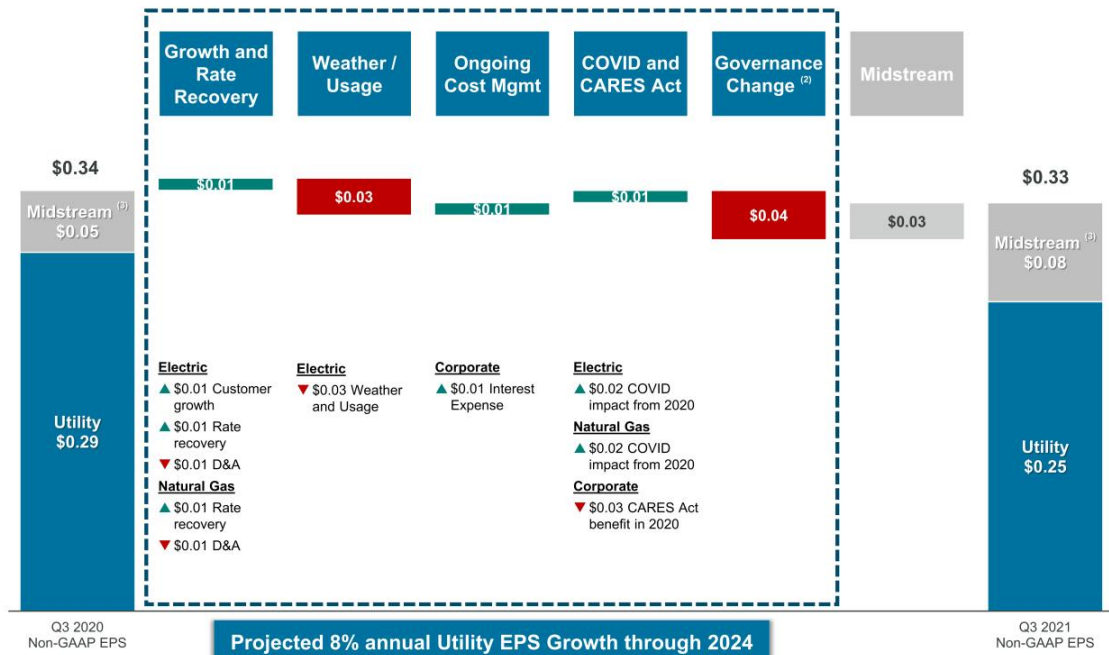 Growth and
Rate
Recovery
Weather /
Usage
Ongoing
Cost Mgmt
COVID and
CARES Act
Governance
Change (2)
Midstream
$0.34
Midstream (3)
$0.05
Utility
$0.29
$0.01
$0.03
$0.01
$0.01
$0.04
$0.03
$0.33
Midstream (3)
$0.08
Utility
$0.25
Electric
▲ $0.01 Customer
growth
▲ $0.01 Rate
recovery
▼ $0.01 D&A
Natural Gas
▲ $0.01 Rate
recovery
▼ $0.01 D&A
Electric
▼ $0.03 Weather
and Usage
Corporate
▲ $0.01 Interest
Expense
Electric
▲ $0.02 COVID
impact from 2020
Natural Gas
▲ $0.02 COVID
impact from 2020
Corporate
▼ $0.03 CARES Act
benefit in 2020
Q3 2020
Non-GAAP EPS
Projected 8% annual Utility EPS Growth through 2024
Q3 2021
Non-GAAP EPS